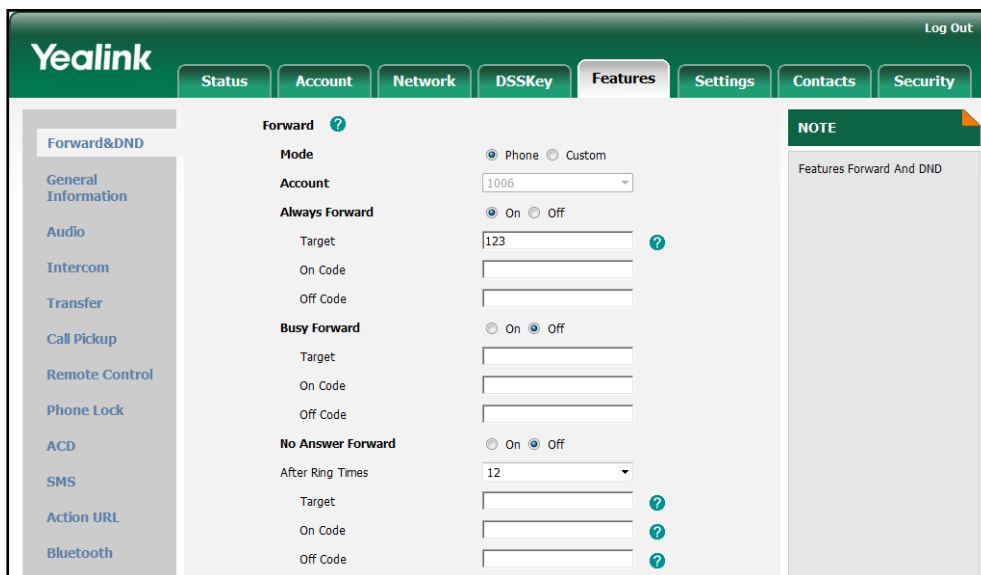 Log Out
Yealink
Status Account Network DSSKey Features Settings Contacts Security
Forward&DND
General
Information
Audio
Intercom
Transfer
Call Pickup
Remote Control
Phone Lock
ACD
SMS
Action URL
Bluetooth
Forward ?
Mode Phone Custom
Account 1006
Always Forward On Off
Target 123 ?
On Code
Off Code
Busy Forward On Off
Target
On Code
Off Code
No Answer Forward On Off
After Ring Times 12
Target ?
On Code ?
Off Code ?
NOTE
Features Forward And DND